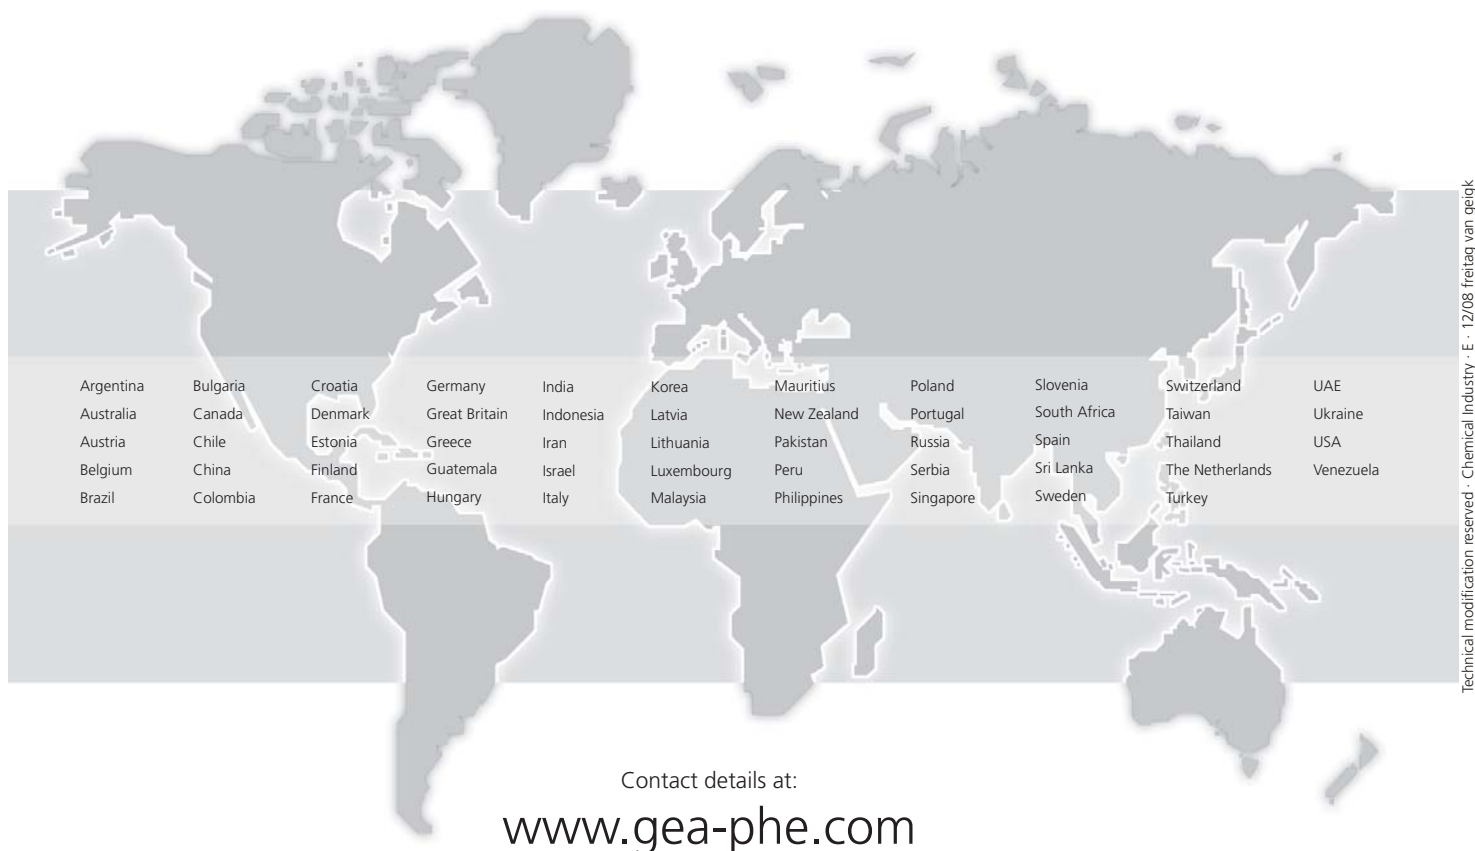 Argentina
Australia
Austria
Belgium
Brazil
Bulgaria
Canada
Chile
China
Colombia
Croatia
Denmark
Estonia
Finland
France
Germany
Great Britain
Greece
Guatemala
Hungary
India
Indonesia
Iran
Israel
Italy
Korea
Latvia
Lithuania
Luxembourg
Malaysia
Mauritius
New Zealand
Pakistan
Peru
Philippines
Poland
Portugal
Russia
Serbia
Singapore
Slovenia
South Africa
Spain
Sri Lanka
Sweden
Switzerland
Taiwan
Thailand
The Netherlands
Turkey
UAE
Ukraine
USA
Venezuela
Contact details at:
www.gea-phe.com
Technical modification reserved · Chemical Industry · E · 12/08 freitag van geigk